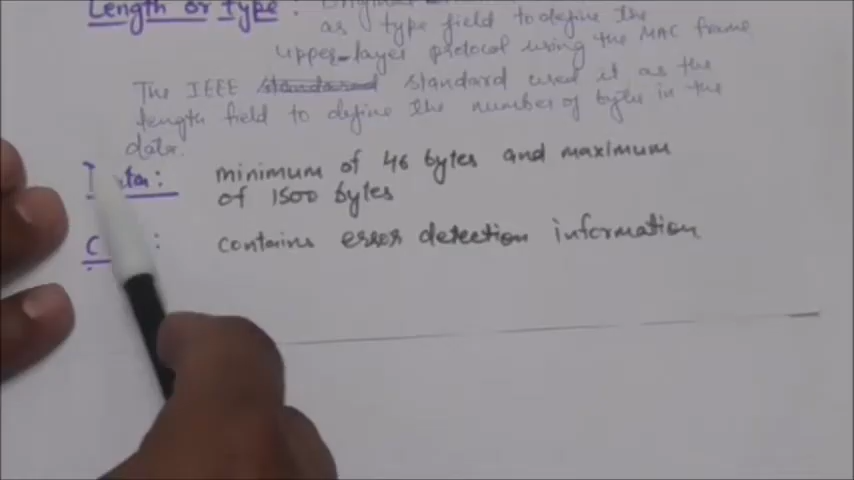 Length or Type : Original
as type field to define the
upper-layer protocol using the MAC frame
The IEEE standard used it as the
length field to define the number of bytes in the
data.
minimum of 46 bytes and maximum
of 1500 bytes
C : contains error detection information